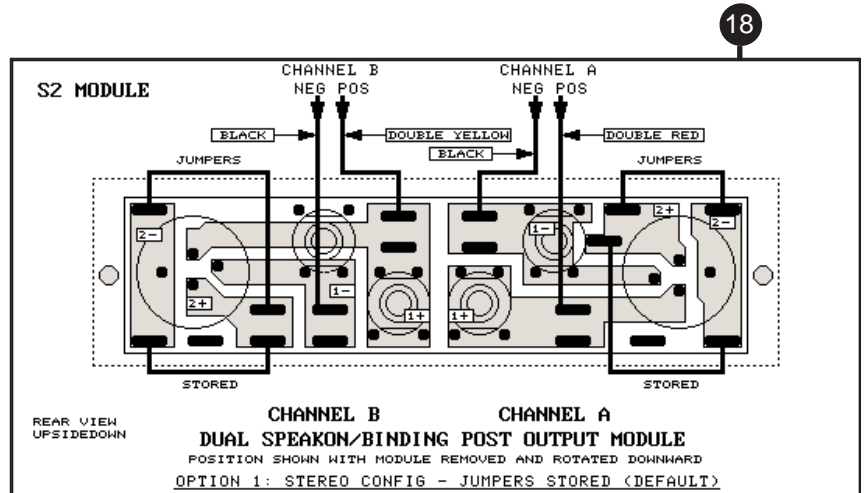 18
S2 MODULE
CHANNEL B
NEG POS
CHANNEL A
NEG POS
BLACK
DOUBLE YELLOW
DOUBLE RED
BLACK
JUMPERS
JUMPERS
2-
1-
2+
2-
2+
1-
1+
1+
STORED
STORED
REAR VIEW
UPSIDEDOWN
CHANNEL B
CHANNEL A
DUAL SPEAKON/BINDING POST OUTPUT MODULE
POSITION SHOWN WITH MODULE REMOVED AND ROTATED DOWNWARD
OPTION 1: STEREO CONFIG - JUMPERS STORED (DEFAULT)